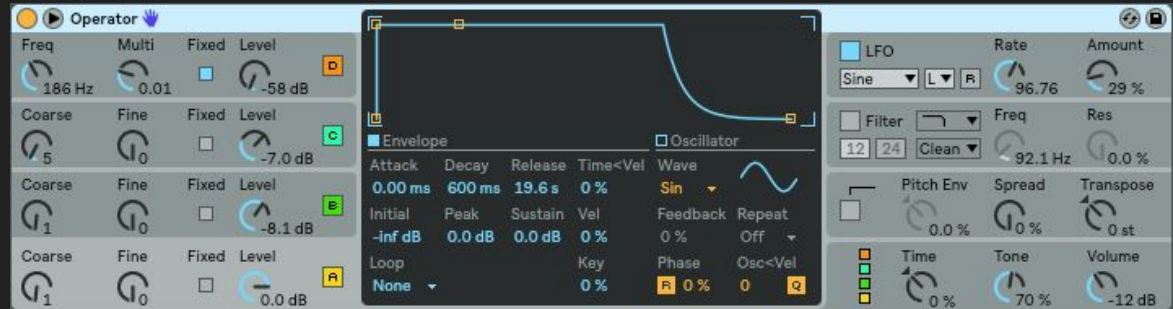 Operator
Freq Multi Fixed Level
186 Hz 0.01 -58 dB D
Coarse Fine Fixed Level
5 0 -7.0 dB C
Coarse Fine Fixed Level
1 0 -8.1 dB B
Coarse Fine Fixed Level
1 0 0.0 dB A
Envelope Oscillator
Attack Decay Release Time<Vel Wave
0.00 ms 600 ms 19.6 s 0 % Sin
Initial Peak Sustain Vel Feedback Repeat
-inf dB 0.0 dB 0.0 dB 0 % 0 % Off
Loop Key Phase Osc<Vel
None 0 % R 0 % 0 Q
LFO Rate Amount
Sine L R 96.76 29 %
Filter Freq Res
12 24 Clean 92.1 Hz 0.0 %
Pitch Env Spread Transpose
0.0 % 0 % 0 st
Time Tone Volume
0 % 70 % -12 dB